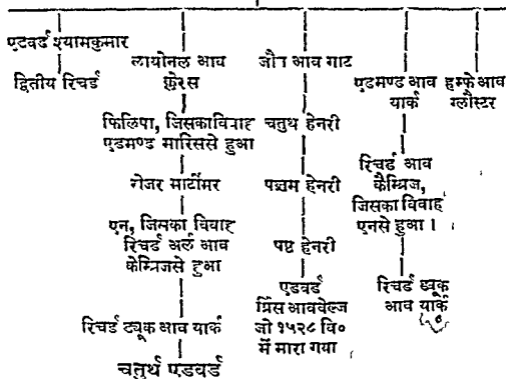 एडवर्ड श्यामकुमार
द्वितीय रिचर्ड
लायोनल आव
क्लेरेंस
फिलिपा, जिसका विवाह
एडमण्ड मारिससे हुआ
रोजर मार्टीमर
एन, जिसका विवाह
रिचर्ड अर्ल आव
केम्ब्रिजसे हुआ
रिचर्ड ड्यूक आव यार्क
चतुर्थ एडवर्ड
जौन आव गाट
चतुर्थ हेनरी
पञ्चम हेनरी
षष्ठ हेनरी
एडवर्ड
प्रिंस आववेल्ज
जो १५२८ वि०
में मारा गया
एडमण्ड आव
यार्क
रिचर्ड आव
कैम्ब्रिज,
जिसका विवाह
एनसे हुआ ।
रिचर्ड ड्यूक
आव यार्क
हम्फ्रे आव
ग्लौस्टर